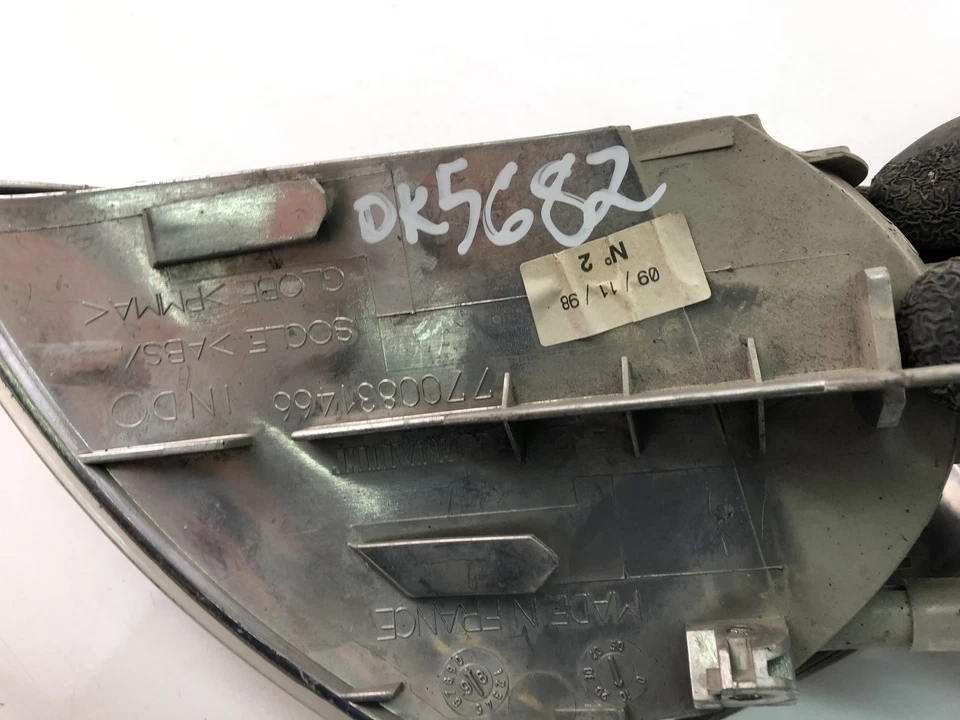 DK5682
09 / 11 / 98
N° 2
MADE IN FRANCE
7700831466
INDO
SOCLE >ABS<
GLOBE >PMMA<